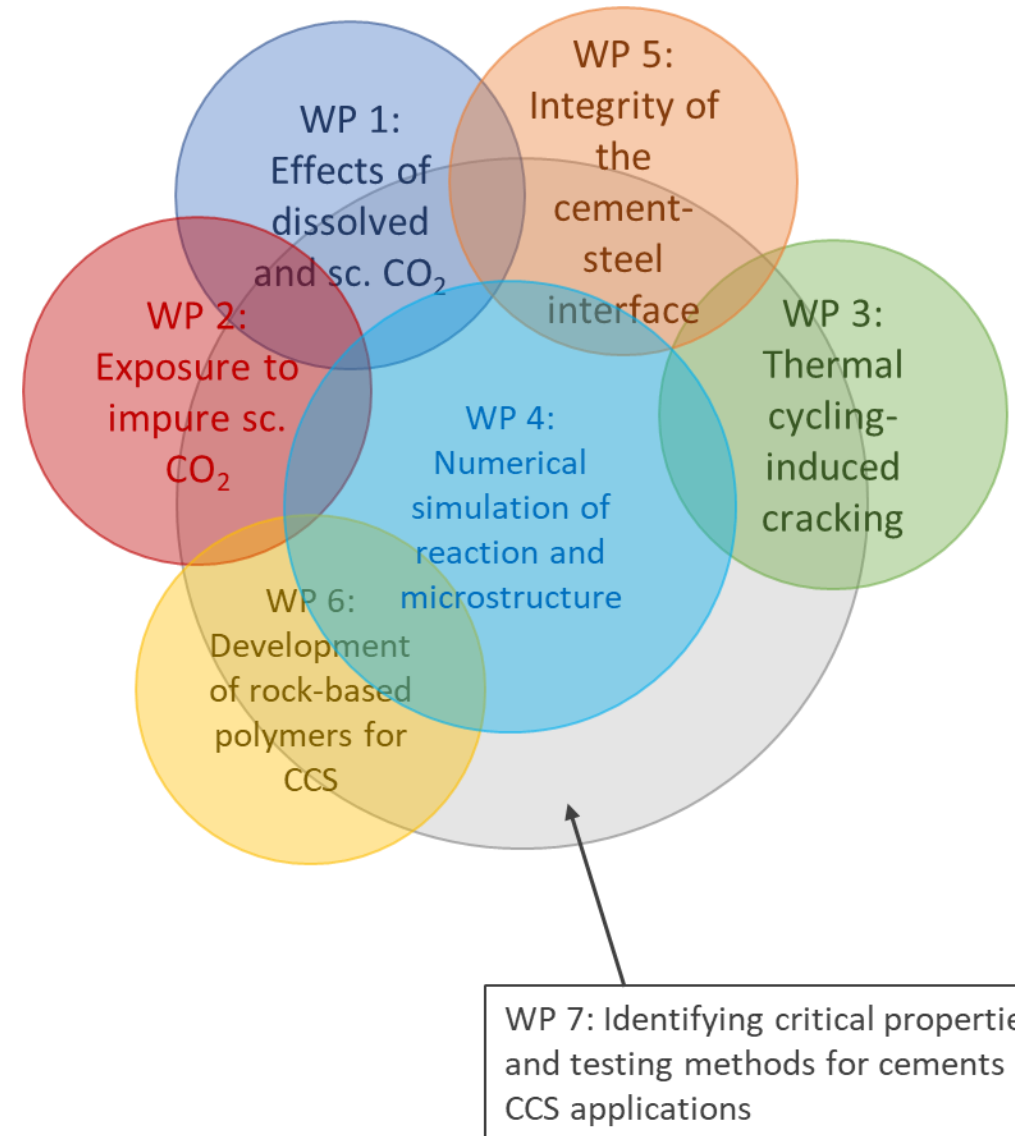 WP 1:
Effects of
dissolved
and sc. CO₂
WP 5:
Integrity of
the
cement-
steel
interface
WP 2:
Exposure to
impure sc.
CO₂
WP 3:
Thermal
cycling-
induced
cracking
WP 4:
Numerical
simulation of
reaction and
microstructure
WP 6:
Development
of rock-based
polymers for
CCS
WP 7: Identifying critical propertie
and testing methods for cements
CCS applications